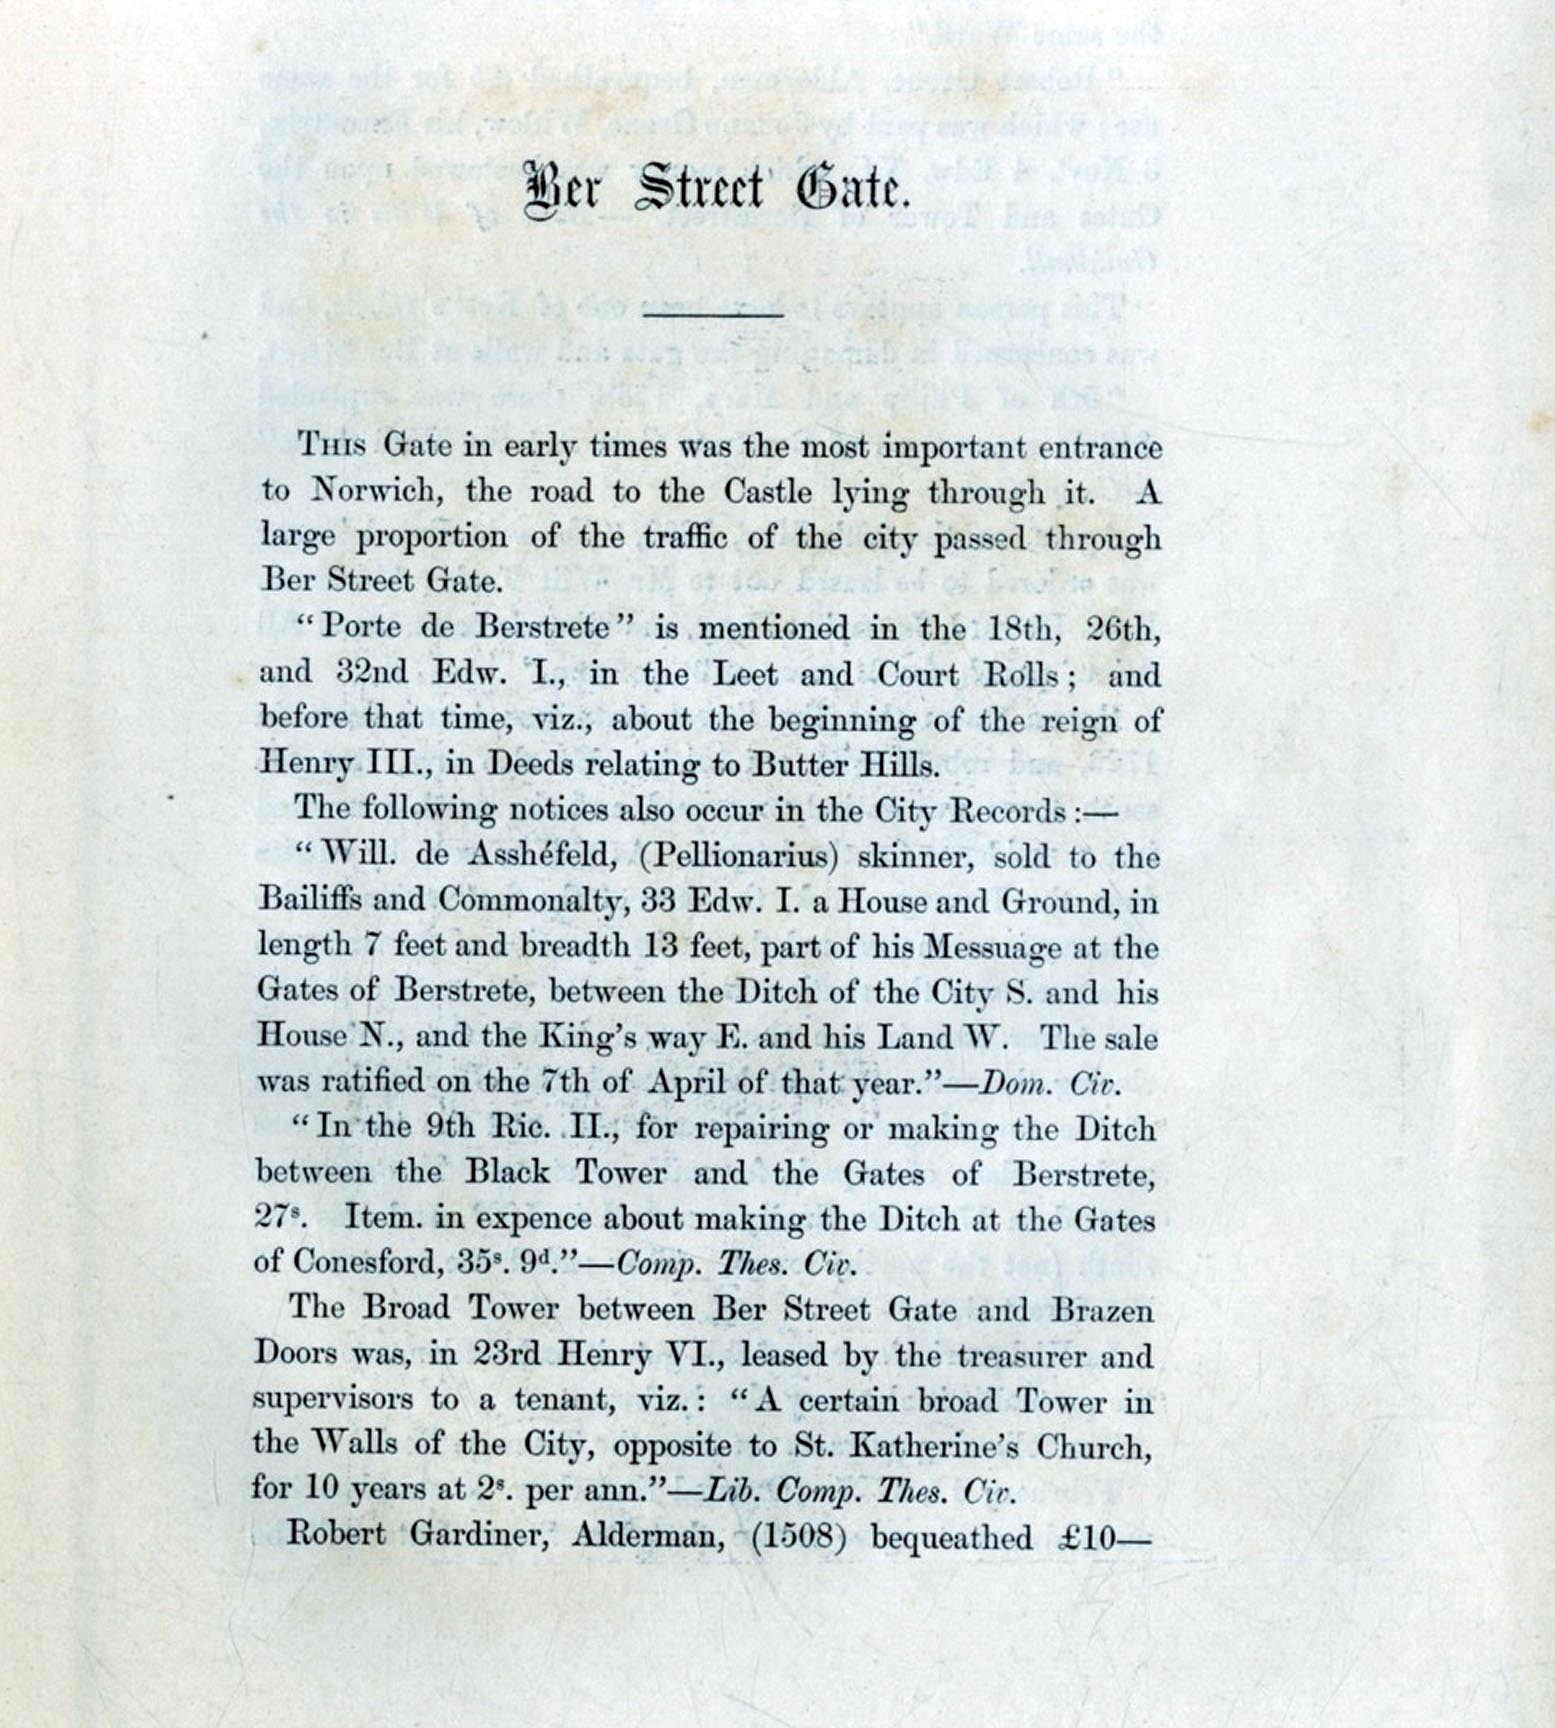 Ber Street Gate.
This Gate in early times was the most important entrance
to Norwich, the road to the Castle lying through it. A
large proportion of the traffic of the city passed through
Ber Street Gate.
"Porte de Berstrete" is mentioned in the 18th, 26th,
and 32nd Edw. I., in the Leet and Court Rolls; and
before that time, viz., about the beginning of the reign of
Henry III., in Deeds relating to Butter Hills.
The following notices also occur in the City Records:—
"Will. de Asshéfeld, (Pellionarius) skinner, sold to the
Bailiffs and Commonalty, 33 Edw. I. a House and Ground, in
length 7 feet and breadth 13 feet, part of his Messuage at the
Gates of Berstrete, between the Ditch of the City S. and his
House N., and the King's way E. and his Land W. The sale
was ratified on the 7th of April of that year."—Dom. Civ.
"In the 9th Ric. II., for repairing or making the Ditch
between the Black Tower and the Gates of Berstrete,
27s. Item. in expence about making the Ditch at the Gates
of Conesford, 35s. 9d."—Comp. Thes. Civ.
The Broad Tower between Ber Street Gate and Brazen
Doors was, in 23rd Henry VI., leased by the treasurer and
supervisors to a tenant, viz.: "A certain broad Tower in
the Walls of the City, opposite to St. Katherine's Church,
for 10 years at 2s. per ann."—Lib. Comp. Thes. Civ.
Robert Gardiner, Alderman, (1508) bequeathed £10—